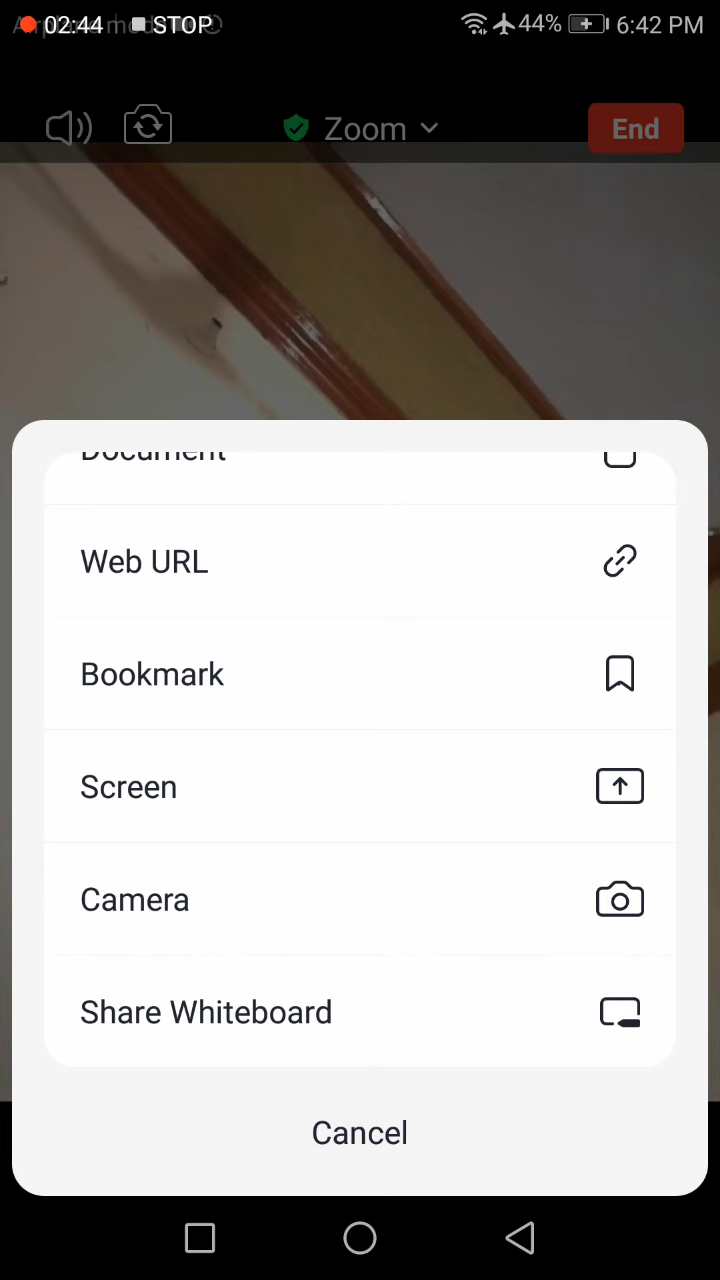 02:44 STOP 44% 6:42 PM
Zoom End
Document
Web URL
Bookmark
Screen
Camera
Share Whiteboard
Cancel